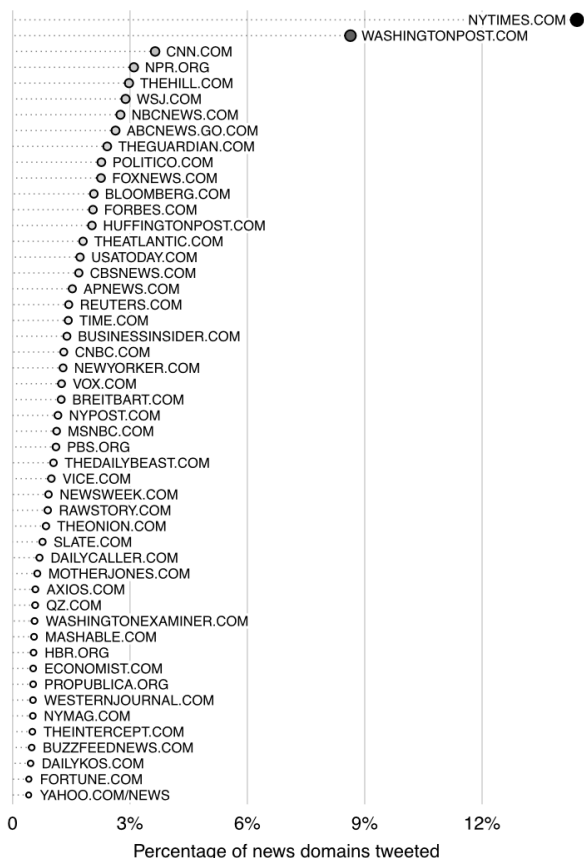 NYTIMES.COM
WASHINGTONPOST.COM
CNN.COM
NPR.ORG
THEHILL.COM
WSJ.COM
NBCNEWS.COM
ABCNEWS.GO.COM
THEGUARDIAN.COM
POLITICO.COM
FOXNEWS.COM
BLOOMBERG.COM
FORBES.COM
HUFFINGTONPOST.COM
THEATLANTIC.COM
USATODAY.COM
CBSNEWS.COM
APNEWS.COM
REUTERS.COM
TIME.COM
BUSINESSINSIDER.COM
CNBC.COM
NEWYORKER.COM
VOX.COM
BREITBART.COM
NYPOST.COM
MSNBC.COM
PBS.ORG
THEDAILYBEAST.COM
VICE.COM
NEWSWEEK.COM
RAWSTORY.COM
THEONION.COM
SLATE.COM
DAILYCALLER.COM
MOTHERJONES.COM
AXIOS.COM
QZ.COM
WASHINGTONEXAMINER.COM
MASHABLE.COM
HBR.ORG
ECONOMIST.COM
PROPUBLICA.ORG
WESTERNJOURNAL.COM
NYMAG.COM
THEINTERCEPT.COM
BUZZFEEDNEWS.COM
DAILYKOS.COM
FORTUNE.COM
YAHOO.COM/NEWS
0 3% 6% 9% 12%
Percentage of news domains tweeted